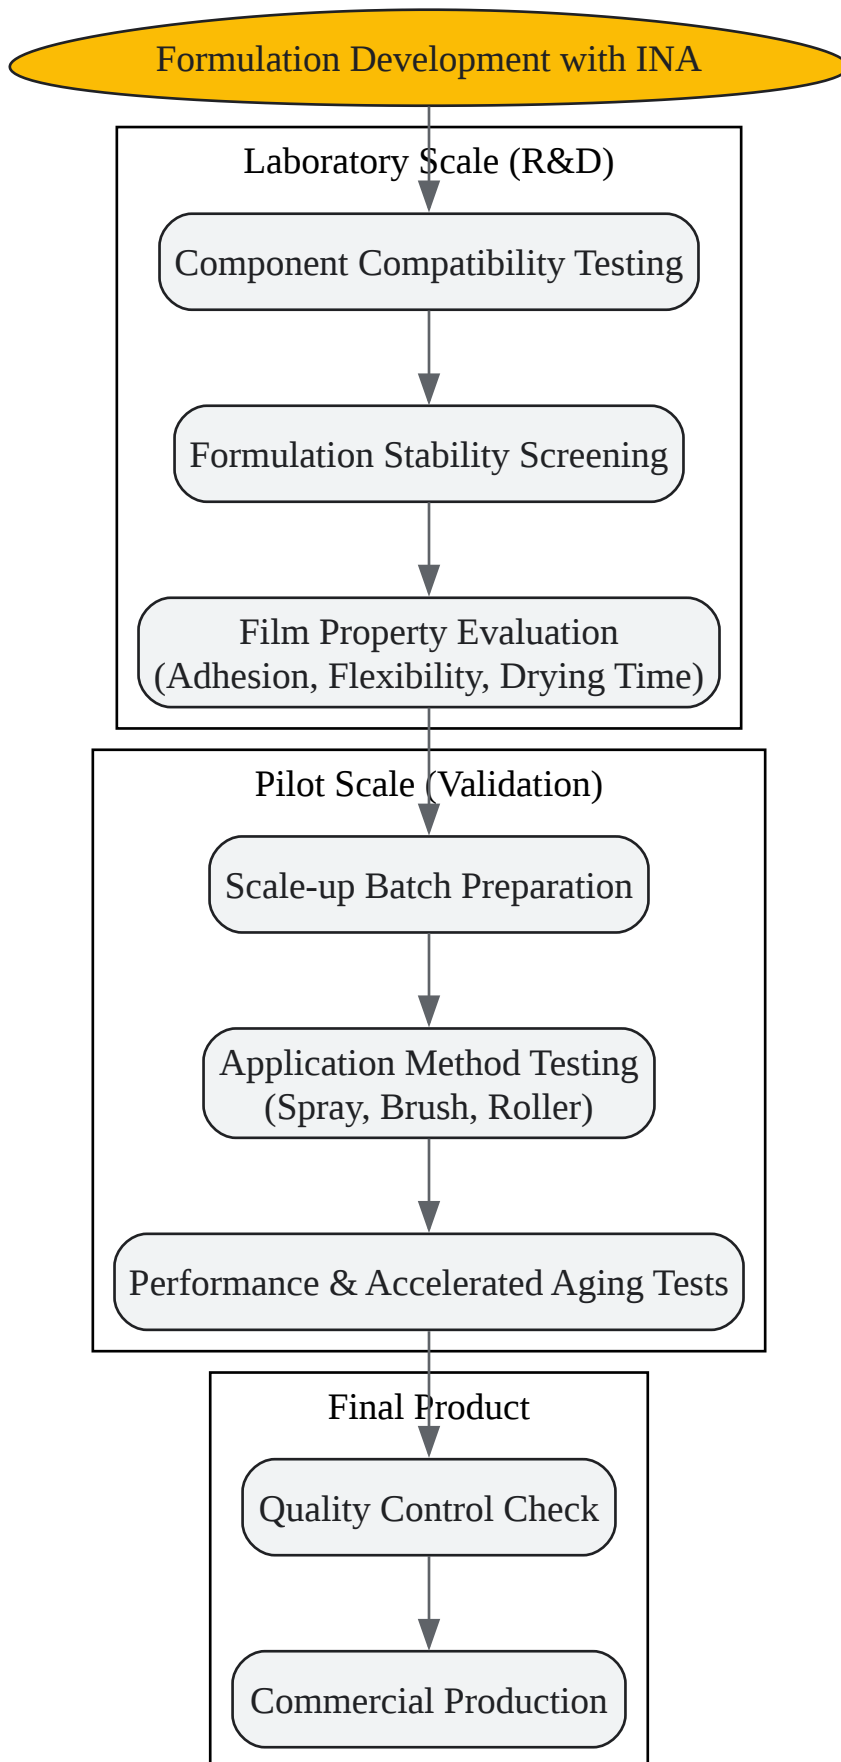 Formulation Development with INA
Laboratory Scale (R&D)
Component Compatibility Testing
Formulation Stability Screening
Film Property Evaluation
(Adhesion, Flexibility, Drying Time)
Pilot Scale (Validation)
Scale-up Batch Preparation
Application Method Testing
(Spray, Brush, Roller)
Performance & Accelerated Aging Tests
Final Product
Quality Control Check
Commercial Production